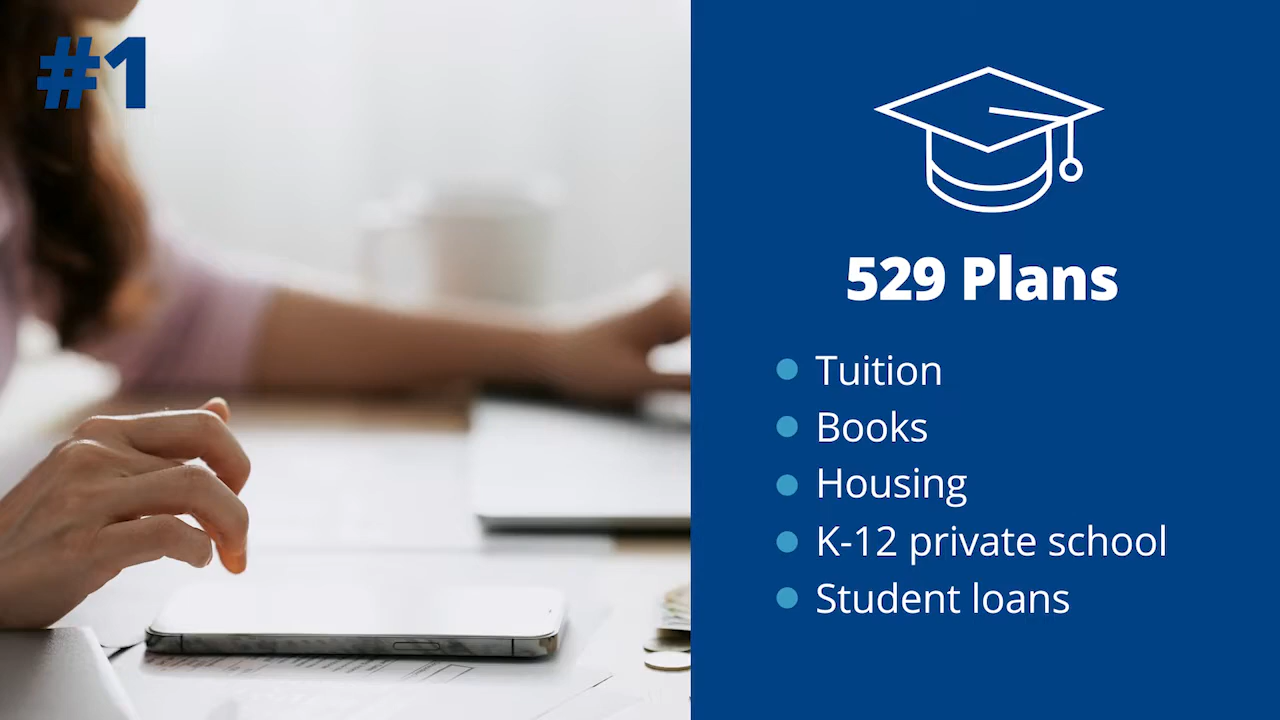 #1
529 Plans
Tuition
Books
Housing
K-12 private school
Student loans